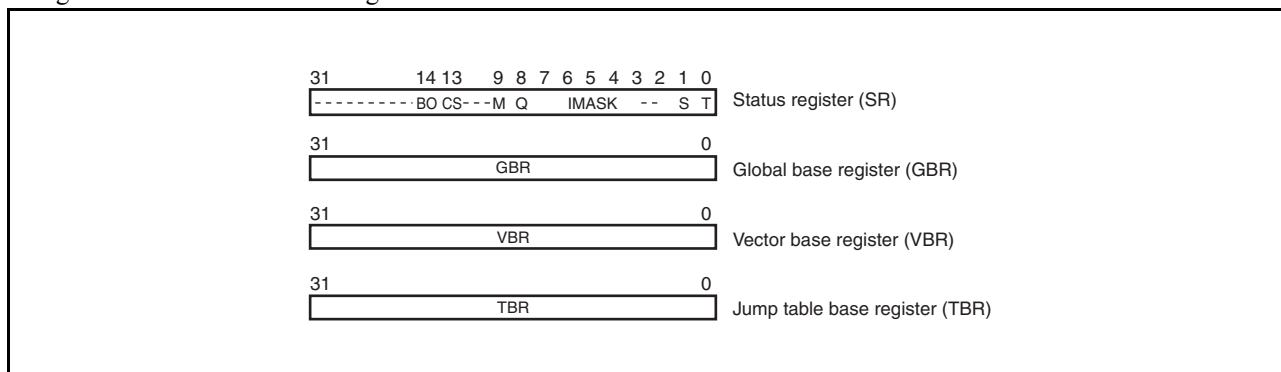 31 14 13 9 8 7 6 5 4 3 2 1 0
- - - - - - - - - - BO CS - - - M Q IMASK - - S T Status register (SR)
31 0
GBR Global base register (GBR)
31 0
VBR Vector base register (VBR)
31 0
TBR Jump table base register (TBR)